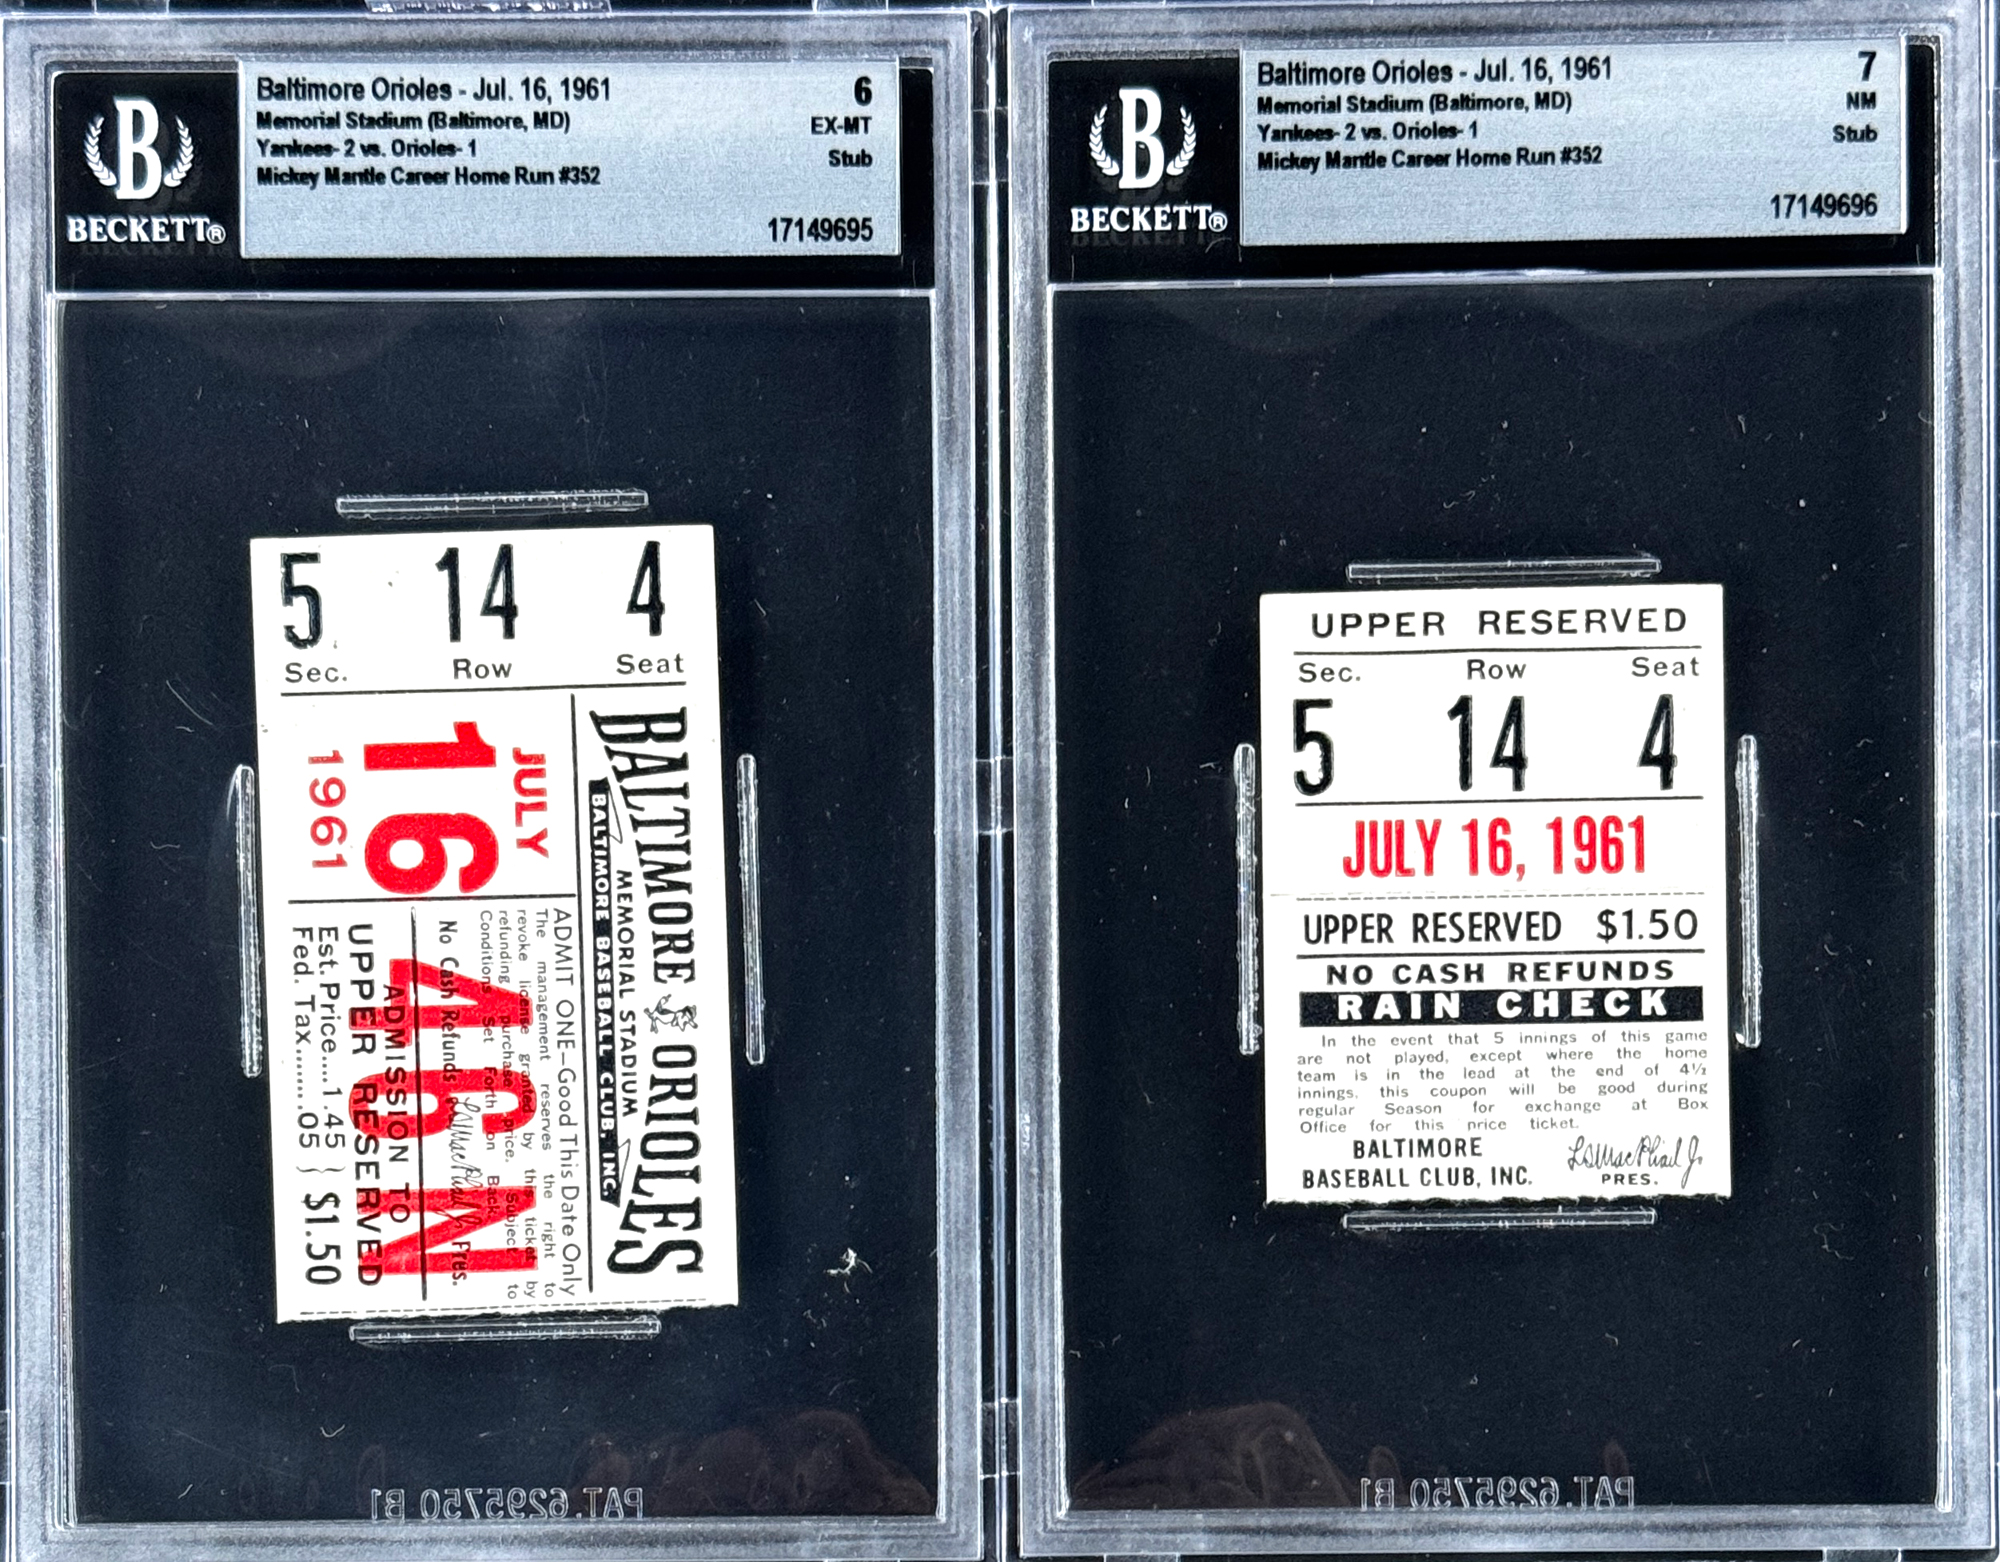 B
BECKETT®
Baltimore Orioles - Jul. 16, 1961
Memorial Stadium (Baltimore, MD)
Yankees- 2 vs. Orioles- 1
Mickey Mantle Career Home Run #352
6
EX-MT
Stub
17149695
5 14 4
Sec. Row Seat
BALTIMORE ORIOLES
MEMORIAL STADIUM
BALTIMORE BASEBALL CLUB, INC.
JULY
16
1961
ADMIT ONE—Good This Date Only
The management reserves the right to
revoke license granted by this ticket by
refunding purchase price. Subject to
Conditions Set Forth on Back
No Cash Refunds L S MacPhail Jr Pres.
46N
ADMISSION TO
UPPER RESERVED
Est. Price....1.45 } $1.50
Fed. Tax........05
PAT. 6295750 B1
B
BECKETT®
Baltimore Orioles - Jul. 16, 1961
Memorial Stadium (Baltimore, MD)
Yankees- 2 vs. Orioles- 1
Mickey Mantle Career Home Run #352
7
NM
Stub
17149696
UPPER RESERVED
Sec. Row Seat
5 14 4
JULY 16, 1961
UPPER RESERVED $1.50
NO CASH REFUNDS
RAIN CHECK
In the event that 5 innings of this game
are not played, except where the home
team is in the lead at the end of 4½
innings, this coupon will be good during
regular Season for exchange at Box
Office for this price ticket.
BALTIMORE
BASEBALL CLUB, INC.
L S MacPhail Jr
PRES.
PAT. 6295750 B1